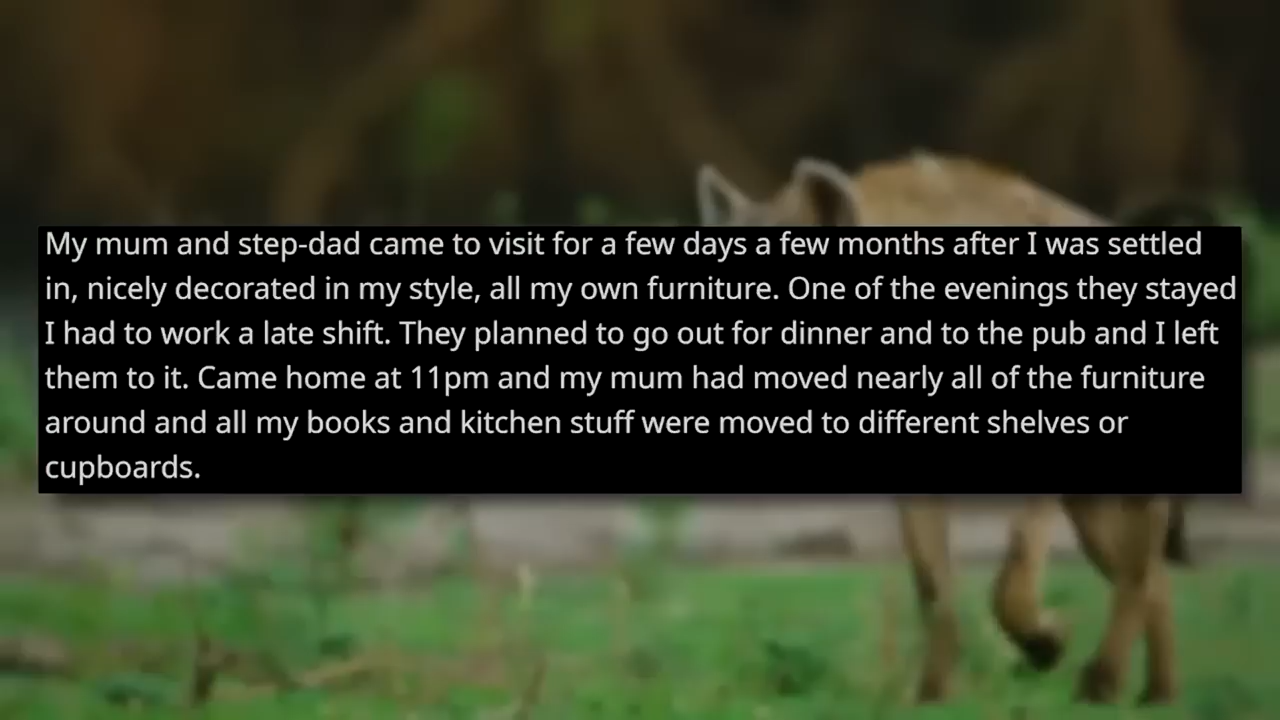 My mum and step-dad came to visit for a few days a few months after I was settled
in, nicely decorated in my style, all my own furniture. One of the evenings they stayed
I had to work a late shift. They planned to go out for dinner and to the pub and I left
them to it. Came home at 11pm and my mum had moved nearly all of the furniture
around and all my books and kitchen stuff were moved to different shelves or
cupboards.